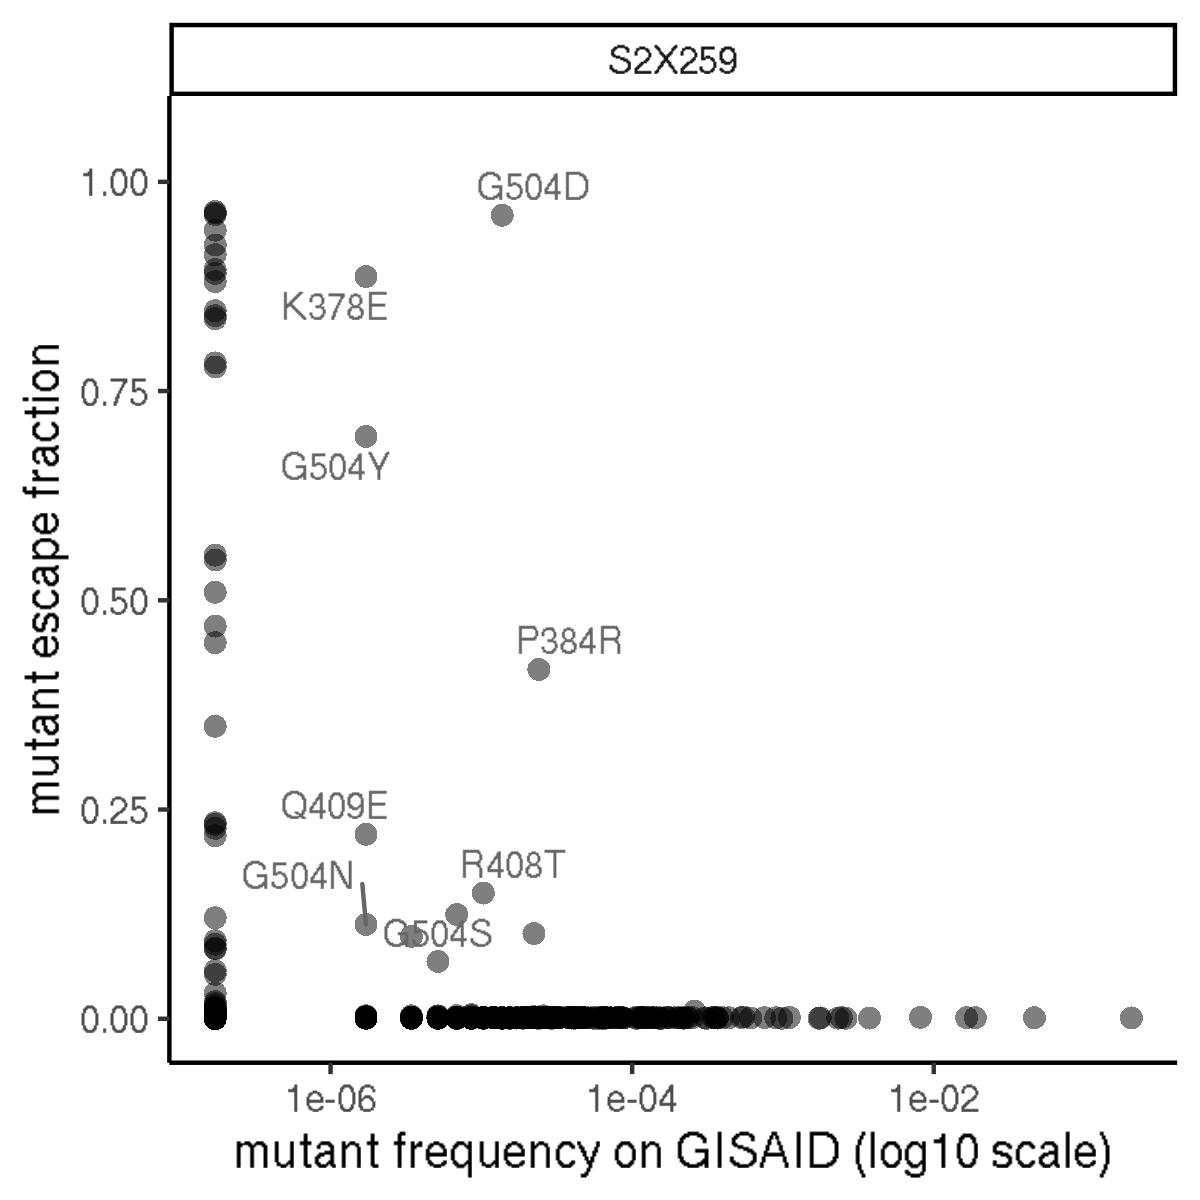 S2X259
mutant escape fraction
1.00
0.75
0.50
0.25
0.00
G504D
K378E
G504Y
P384R
Q409E
R408T
G504N
G504S
1e-06
1e-04
1e-02
mutant frequency on GISAID (log10 scale)